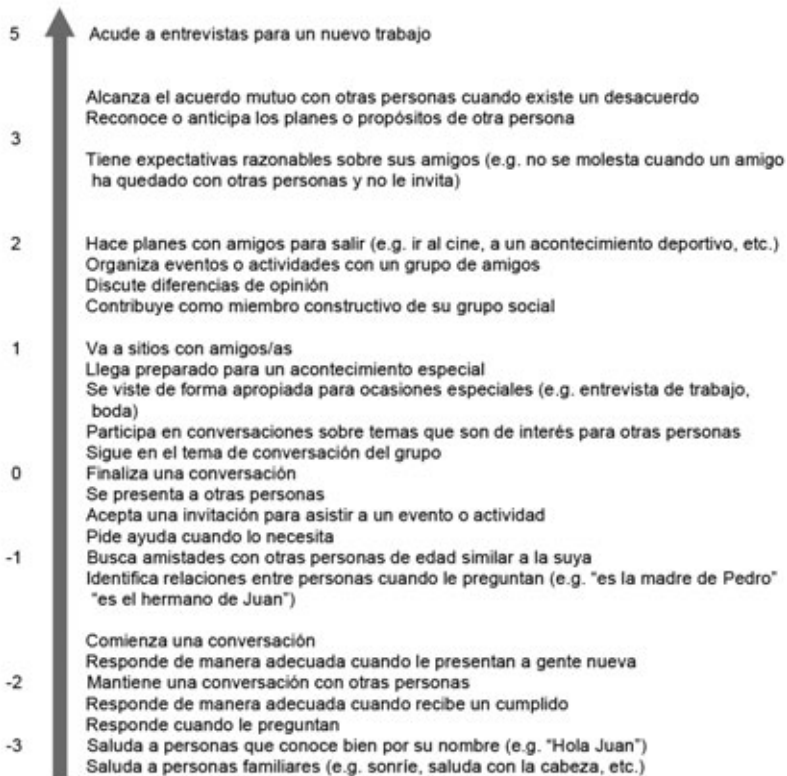 5 Acude a entrevistas para un nuevo trabajo
Alcanza el acuerdo mutuo con otras personas cuando existe un desacuerdo
Reconoce o anticipa los planes o propósitos de otra persona
3
Tiene expectativas razonables sobre sus amigos (e.g. no se molesta cuando un amigo
ha quedado con otras personas y no le invita)
2 Hace planes con amigos para salir (e.g. ir al cine, a un acontecimiento deportivo, etc.)
Organiza eventos o actividades con un grupo de amigos
Discute diferencias de opinión
Contribuye como miembro constructivo de su grupo social
1 Va a sitios con amigos/as
Llega preparado para un acontecimiento especial
Se viste de forma apropiada para ocasiones especiales (e.g. entrevista de trabajo,
boda)
Participa en conversaciones sobre temas que son de interés para otras personas
Sigue en el tema de conversación del grupo
0 Finaliza una conversación
Se presenta a otras personas
Acepta una invitación para asistir a un evento o actividad
Pide ayuda cuando lo necesita
-1 Busca amistades con otras personas de edad similar a la suya
Identifica relaciones entre personas cuando le preguntan (e.g. "es la madre de Pedro"
"es el hermano de Juan")
Comienza una conversación
Responde de manera adecuada cuando le presentan a gente nueva
-2 Mantiene una conversación con otras personas
Responde de manera adecuada cuando recibe un cumplido
Responde cuando le preguntan
-3 Saluda a personas que conoce bien por su nombre (e.g. "Hola Juan")
Saluda a personas familiares (e.g. sonríe, saluda con la cabeza, etc.)